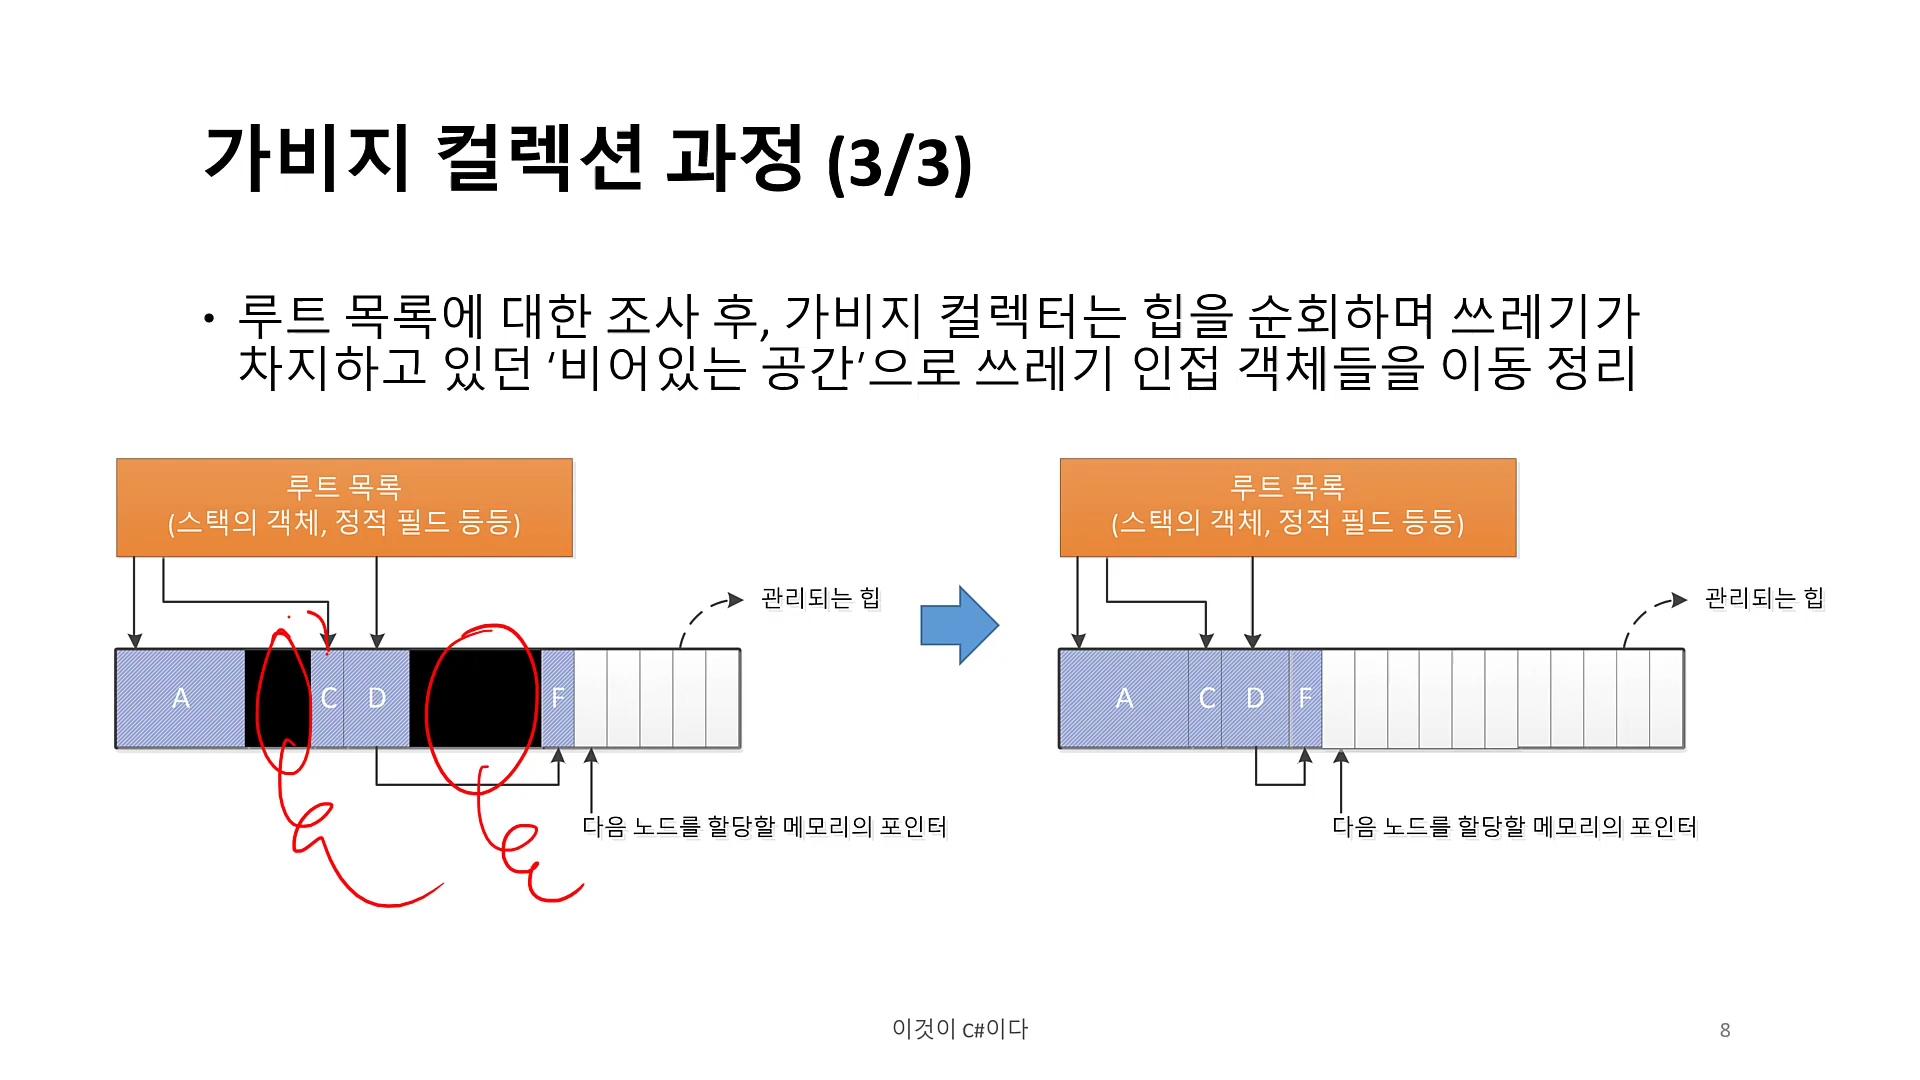 가비지 컬렉션 과정 (3/3)
• 루트 목록에 대한 조사 후, 가비지 컬렉터는 힙을 순회하며 쓰레기가
차지하고 있던 ‘비어있는 공간’으로 쓰레기 인접 객체들을 이동 정리
루트 목록
(스택의 객체, 정적 필드 등등)
관리되는 힙
A
C
D
F
다음 노드를 할당할 메모리의 포인터
루트 목록
(스택의 객체, 정적 필드 등등)
관리되는 힙
A
C
D
F
다음 노드를 할당할 메모리의 포인터
이것이 C#이다
8